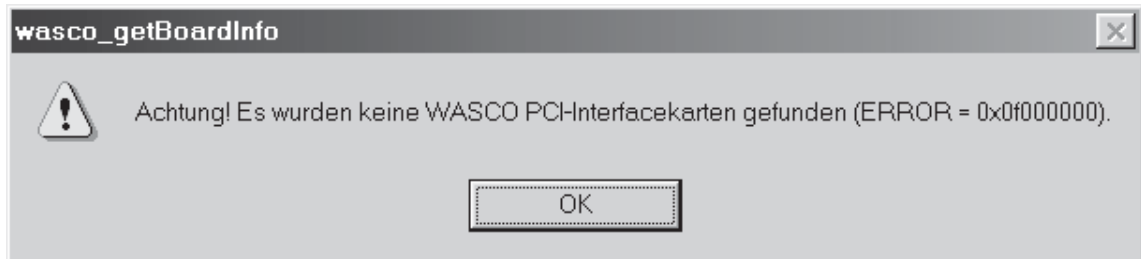 wasco_getBoardInfo
Achtung! Es wurden keine WASCO PCI-Interfacekarten gefunden (ERROR = 0x0f000000).
OK